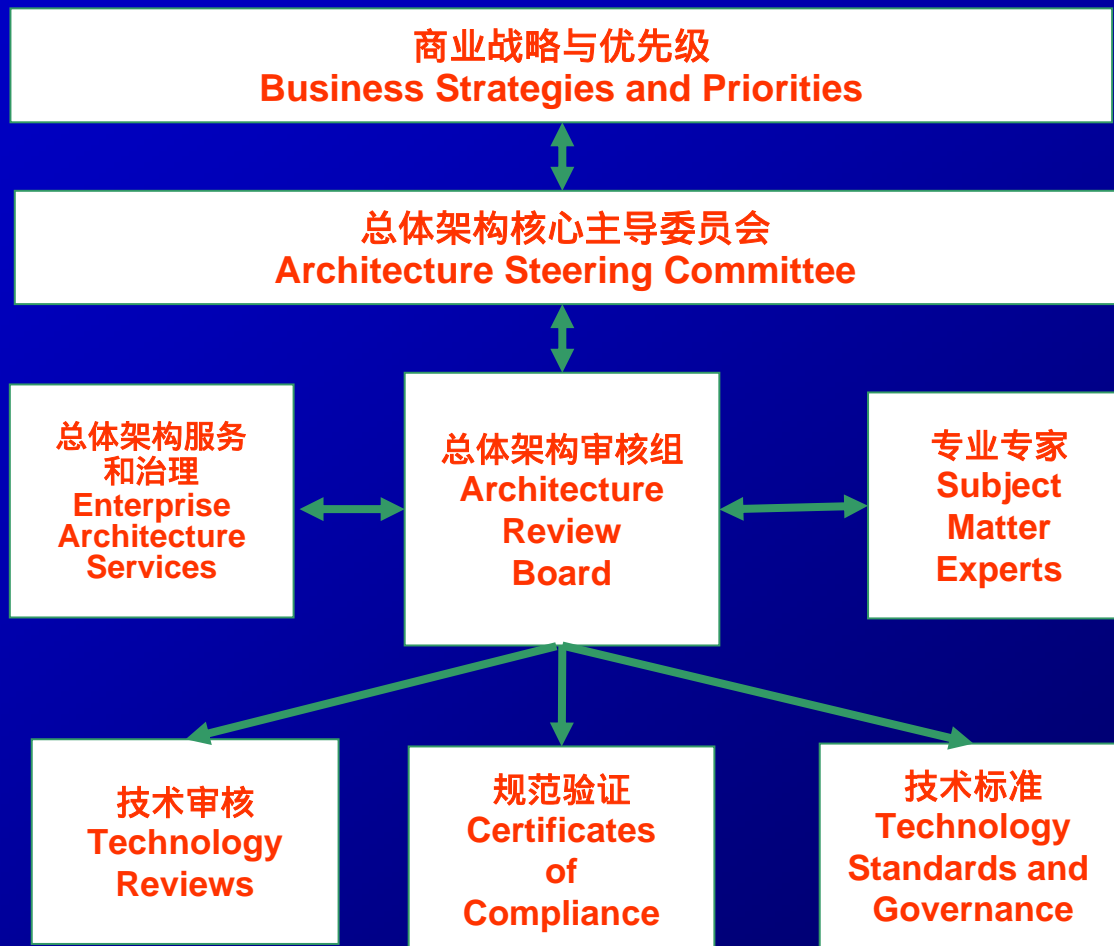 商业战略与优先级
Business Strategies and Priorities
总体架构核心主导委员会
Architecture Steering Committee
总体架构服务
和治理
Enterprise
Architecture
Services
总体架构审核组
Architecture
Review
Board
专业专家
Subject
Matter
Experts
技术审核
Technology
Reviews
规范验证
Certificates
of
Compliance
技术标准
Technology
Standards and
Governance